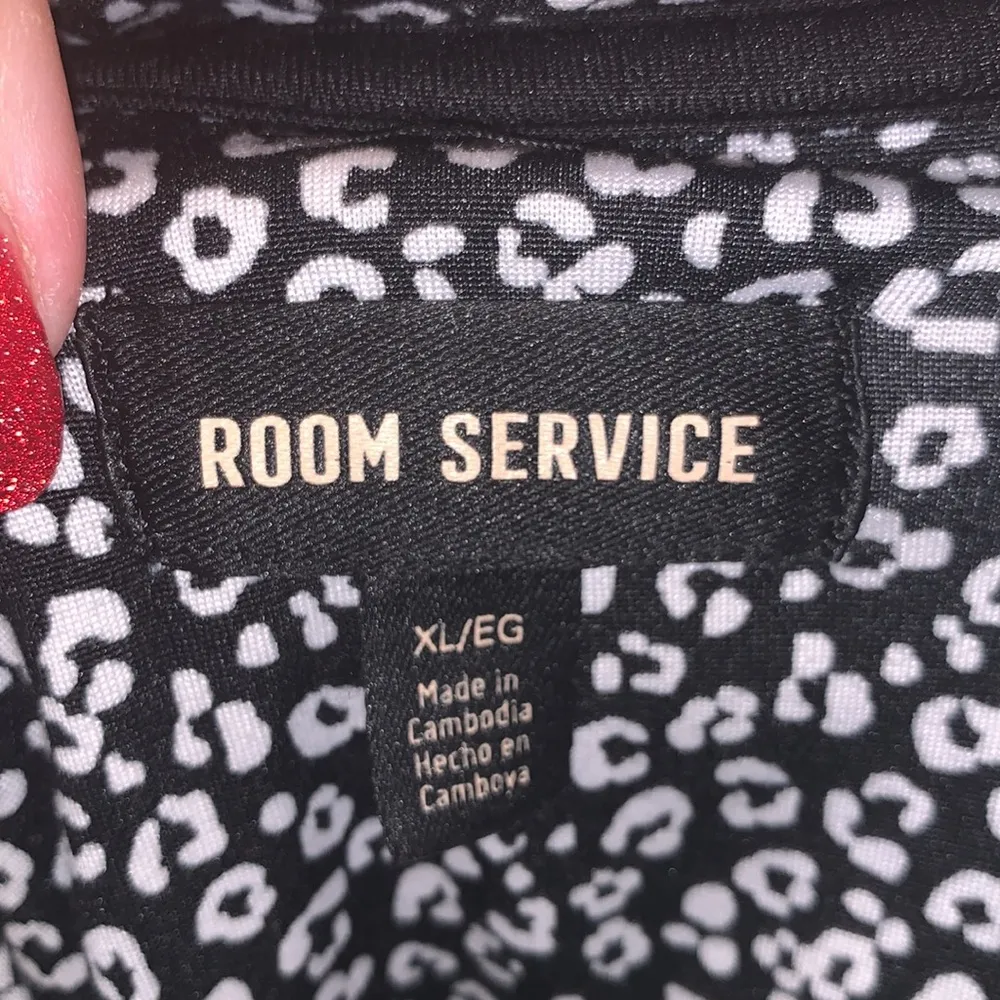 ROOM SERVICE
XL/EG
Made in
Cambodia
Hecho en
Camboya